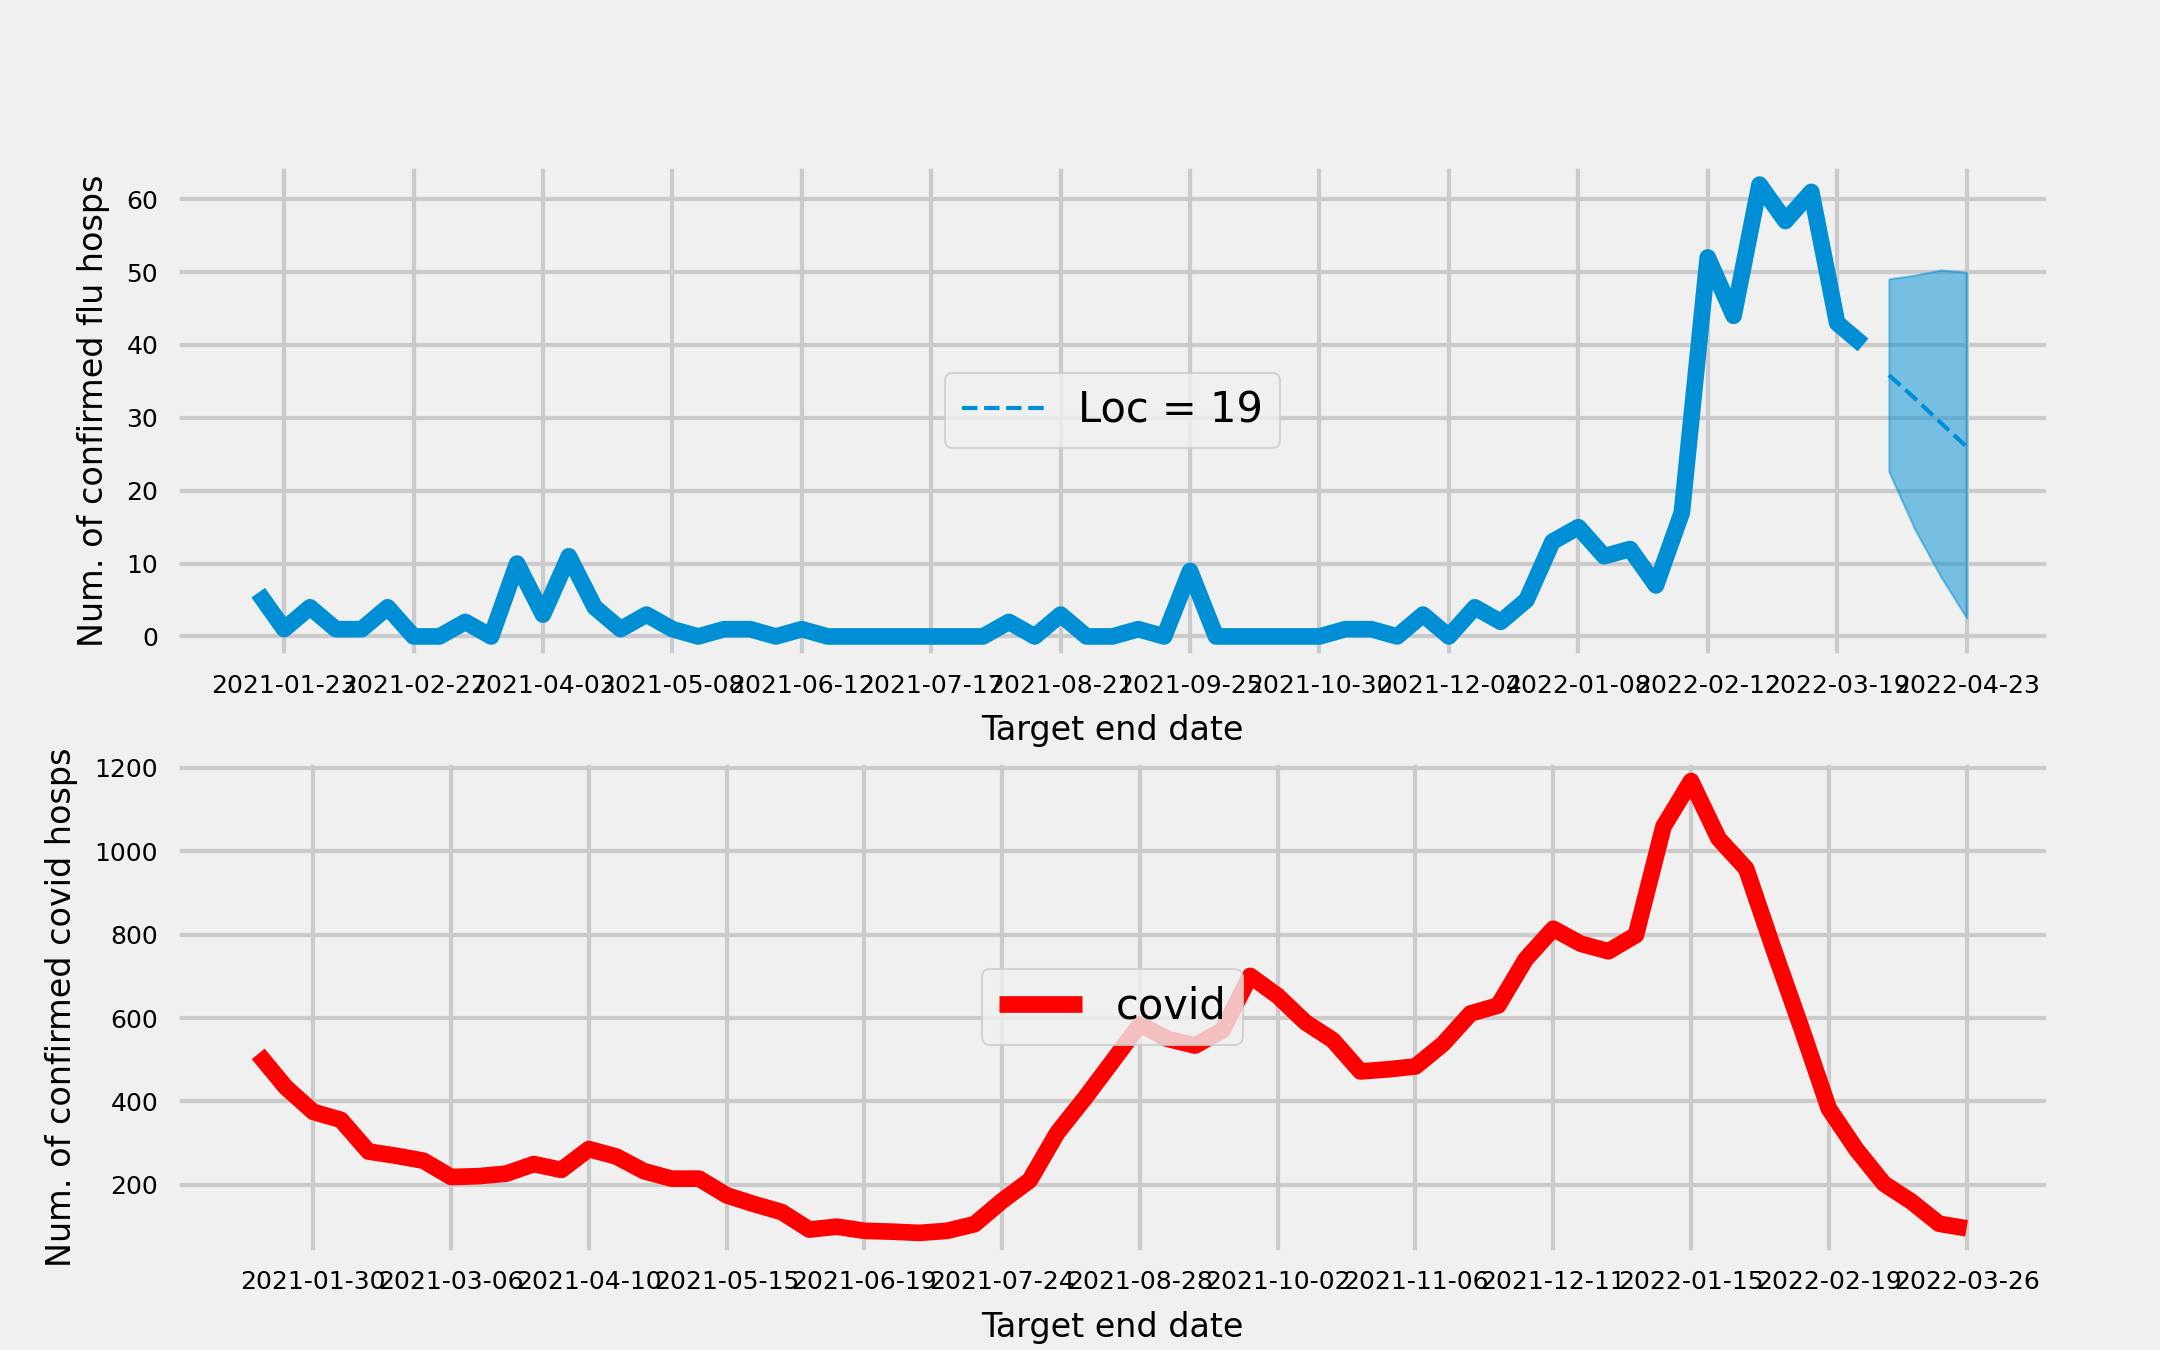 Num. of confirmed flu hosps
60
50
40
30
20
10
0
Loc = 19
2021-01-23 2021-02-27 2021-04-03 2021-05-08 2021-06-12 2021-07-17 2021-08-21 2021-09-25 2021-10-30 2021-12-04 2022-01-08 2022-02-12 2022-03-19 2022-04-23
Target end date
Num. of confirmed covid hosps
1200
1000
800
600
400
200
covid
2021-01-30 2021-03-06 2021-04-10 2021-05-15 2021-06-19 2021-07-24 2021-08-28 2021-10-02 2021-11-06 2021-12-11 2022-01-15 2022-02-19 2022-03-26
Target end date